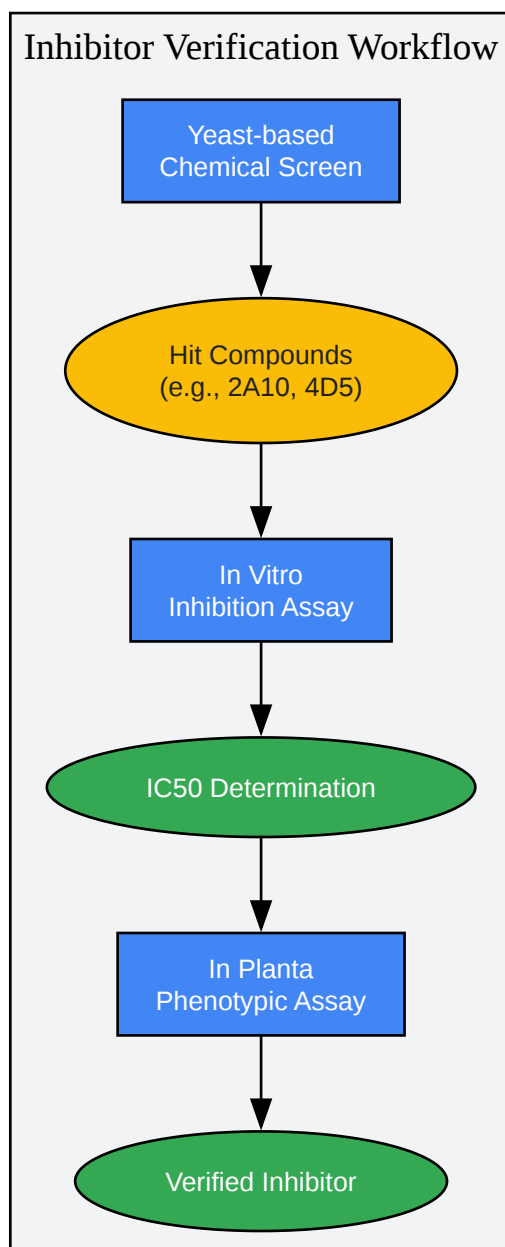 Inhibitor Verification Workflow
Yeast-based
Chemical Screen
Hit Compounds
(e.g., 2A10, 4D5)
In Vitro
Inhibition Assay
IC50 Determination
In Planta
Phenotypic Assay
Verified Inhibitor